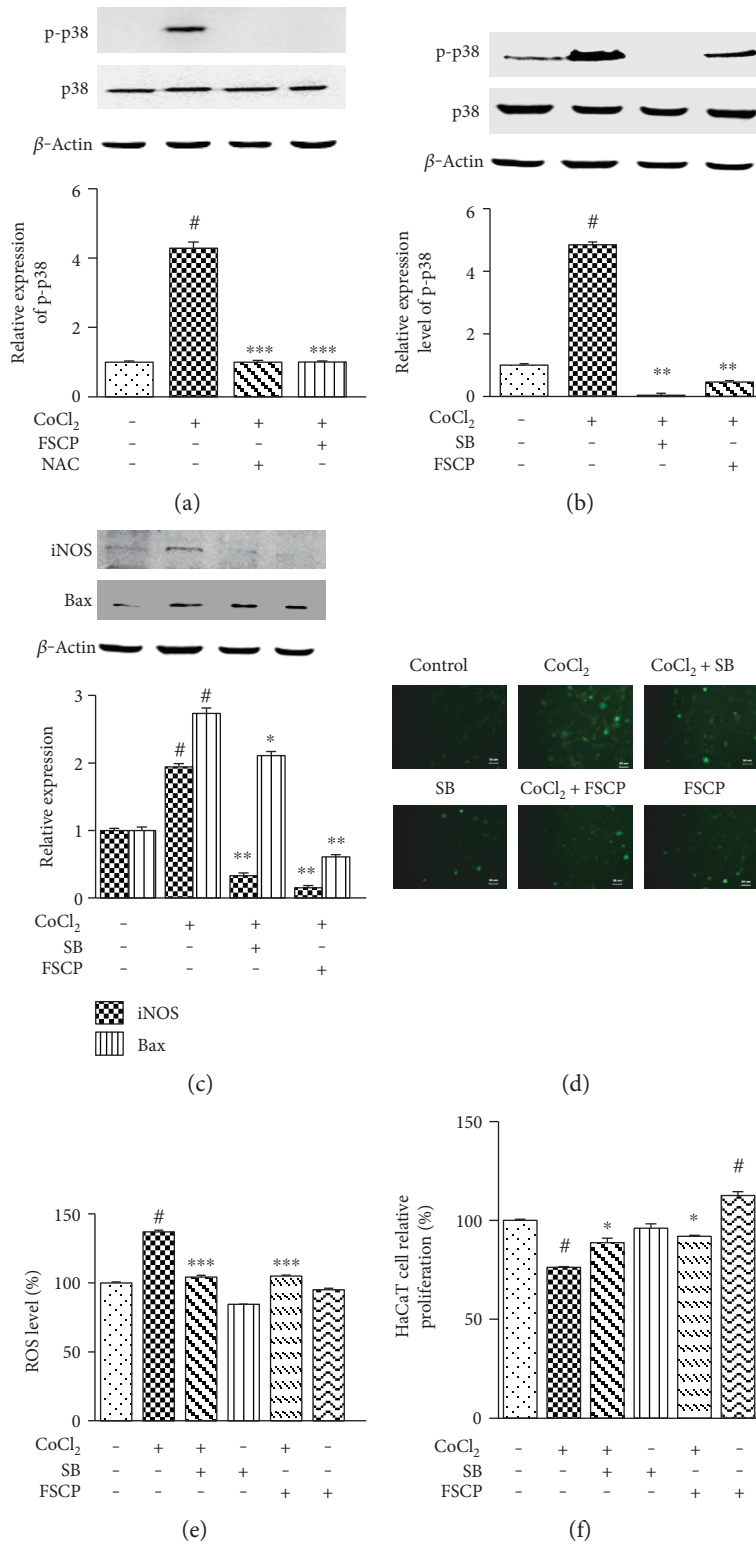 p-p38
p38
β-Actin
6
4
2
0
Relative expression
of p-p38
#
***
***
CoCl2 – + + +
FSCP – – – +
NAC – – + –
(a)
p-p38
p38
β-Actin
6
4
2
0
Relative expression
level of p-p38
#
**
**
CoCl2 – + + +
SB – – + –
FSCP – – – +
(b)
iNOS
Bax
β-Actin
3
2
1
0
Relative expression
#
#
**
*
**
**
CoCl2 – + + +
SB – – + –
FSCP – – – +
iNOS
Bax
(c)
Control CoCl2 CoCl2 + SB
SB CoCl2 + FSCP FSCP
(d)
150
100
50
0
ROS level (%)
#
***
***
CoCl2 – + + – + –
SB – – + + – –
FSCP – – – – + +
(e)
150
100
50
0
HaCaT cell relative
proliferation (%)
#
*
*
#
CoCl2 – + + – + –
SB – – + + – –
FSCP – – – – + +
(f)